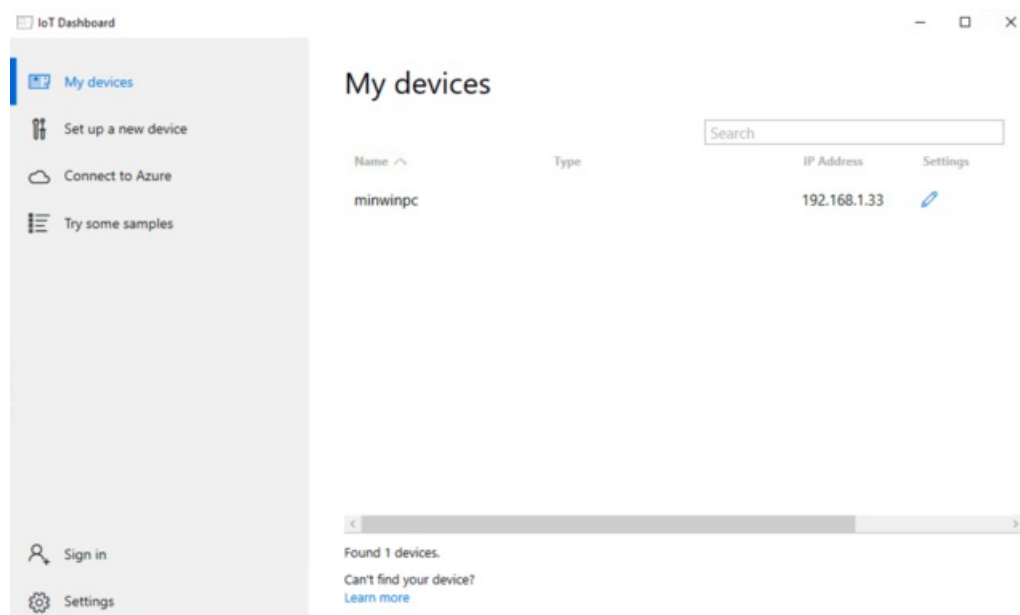 IoT Dashboard
My devices
Set up a new device
Connect to Azure
Try some samples
Sign in
Settings
My devices
Search
Name Type IP Address Settings
minwinpc 192.168.1.33
Found 1 devices.
Can't find your device?
Learn more